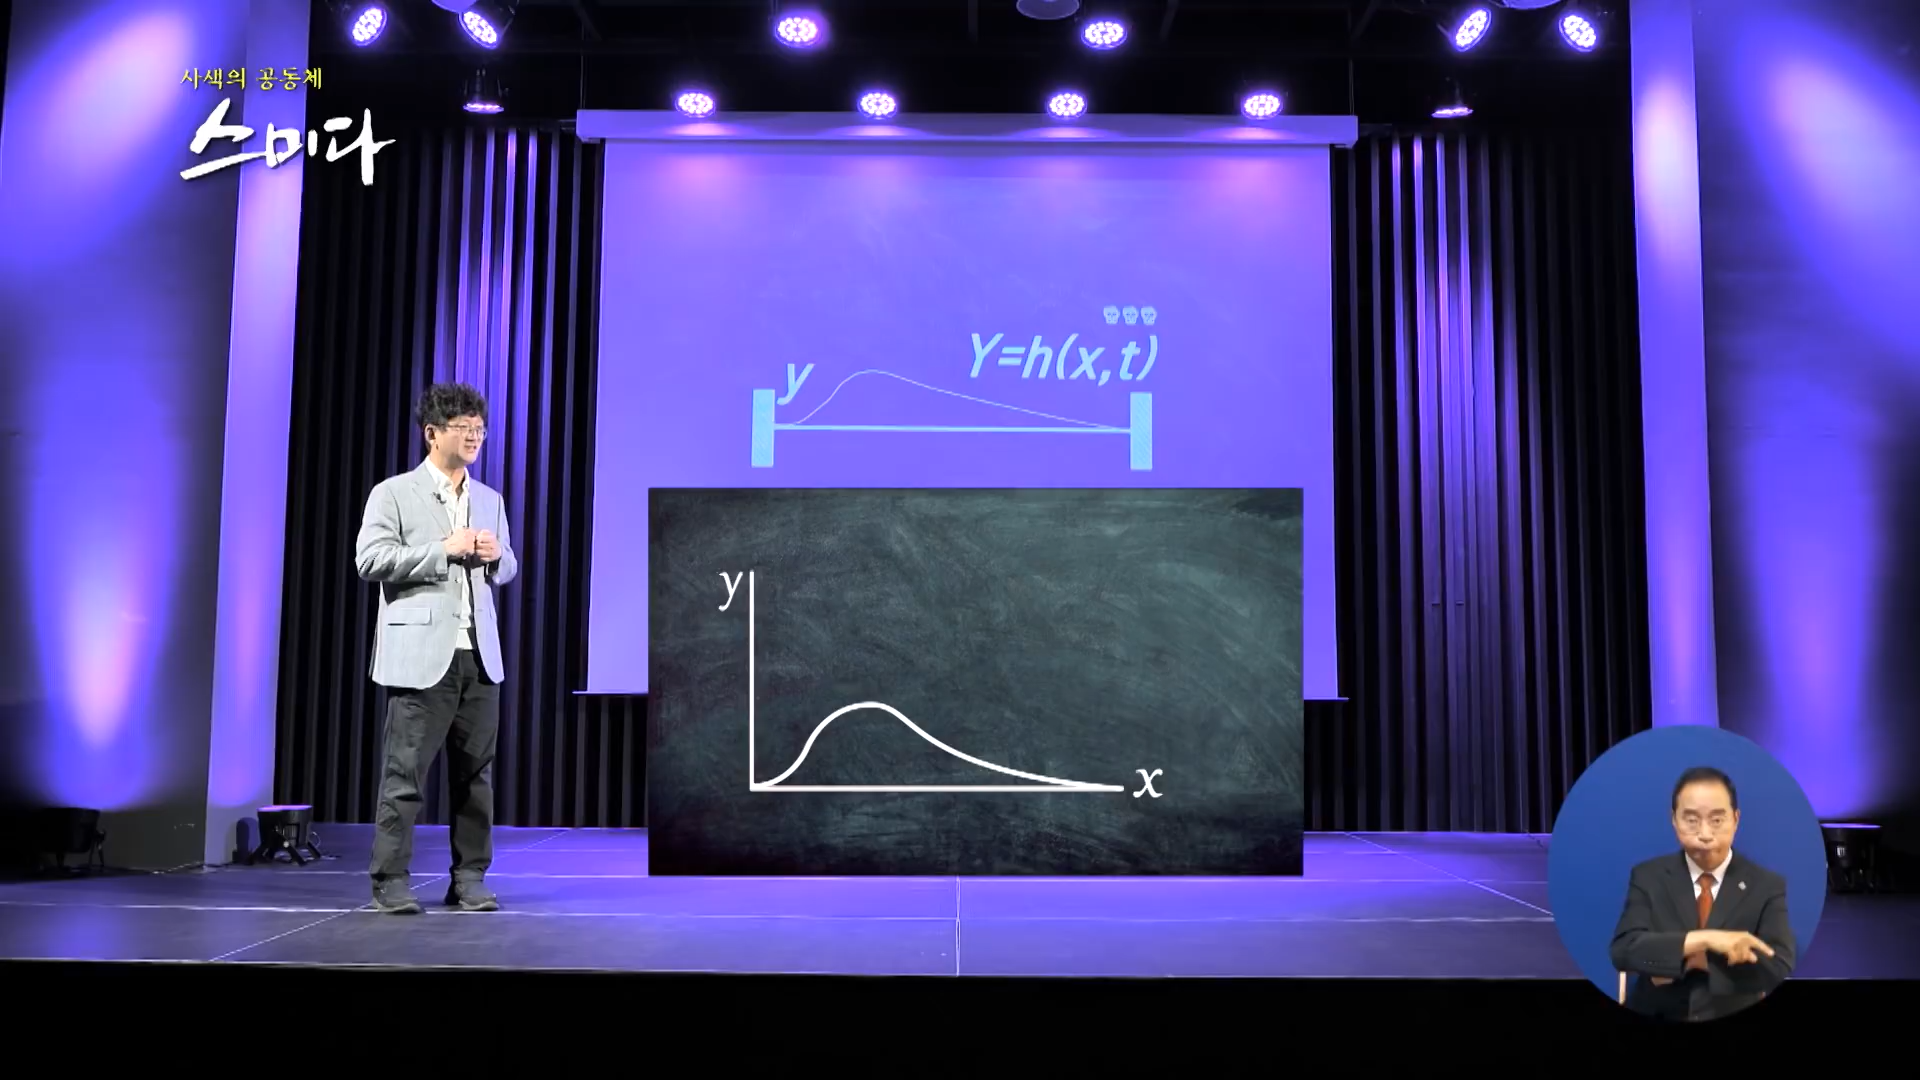 사색의 공동체
스미다
Y=h(x,t)
y
y
x